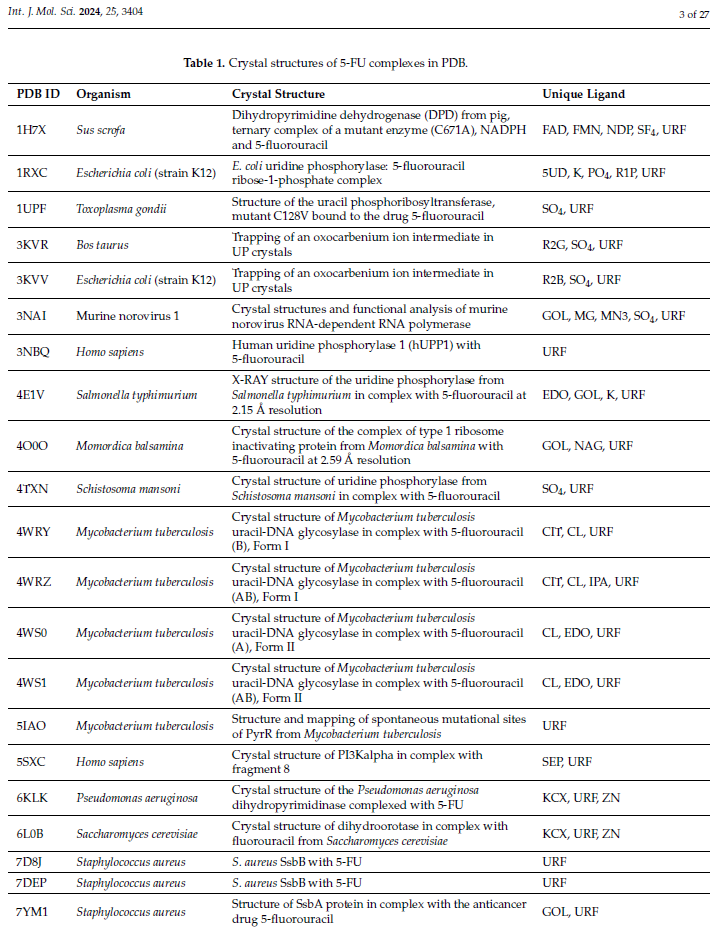 Int. J. Mol. Sci. 2024, 25, 3404
3 of 27
Table 1. Crystal structures of 5-FU complexes in PDB.
PDB ID Organism Crystal Structure Unique Ligand
Dihydropyrimidine dehydrogenase (DPD) from pig,
1H7X Sus scrofa ternary complex of a mutant enzyme (C671A), NADPH FAD, FMN, NDP, SF4, URF
and 5-fluorouracil
1RXC Escherichia coli (strain K12) E. coli uridine phosphorylase: 5-fluorouracil 5UD, K, PO4, R1P, URF
ribose-1-phosphate complex
1UPF Toxoplasma gondii Structure of the uracil phosphoribosyltransferase, SO4, URF
mutant C128V bound to the drug 5-fluorouracil
3KVR Bos taurus Trapping of an oxocarbenium ion intermediate in R2G, SO4, URF
UP crystals
3KVV Escherichia coli (strain K12) Trapping of an oxocarbenium ion intermediate in R2B, SO4, URF
UP crystals
3NAI Murine norovirus 1 Crystal structures and functional analysis of murine GOL, MG, MN3, SO4, URF
norovirus RNA-dependent RNA polymerase
3NBQ Homo sapiens Human uridine phosphorylase 1 (hUPP1) with URF
5-fluorouracil
X-RAY structure of the uridine phosphorylase from
4E1V Salmonella typhimurium Salmonella typhimurium in complex with 5-fluorouracil at EDO, GOL, K, URF
2.15 Å resolution
Crystal structure of the complex of type 1 ribosome
4O0O Momordica balsamina inactivating protein from Momordica balsamina with GOL, NAG, URF
5-fluorouracil at 2.59 Å resolution
4TXN Schistosoma mansoni Crystal structure of uridine phosphorylase from SO4, URF
Schistosoma mansoni in complex with 5-fluorouracil
Crystal structure of Mycobacterium tuberculosis
4WRY Mycobacterium tuberculosis uracil-DNA glycosylase in complex with 5-fluorouracil CIT, CL, URF
(B), Form I
Crystal structure of Mycobacterium tuberculosis
4WRZ Mycobacterium tuberculosis uracil-DNA glycosylase in complex with 5-fluorouracil CIT, CL, IPA, URF
(AB), Form I
Crystal structure of Mycobacterium tuberculosis
4WS0 Mycobacterium tuberculosis uracil-DNA glycosylase in complex with 5-fluorouracil CL, EDO, URF
(A), Form II
Crystal structure of Mycobacterium tuberculosis
4WS1 Mycobacterium tuberculosis uracil-DNA glycosylase in complex with 5-fluorouracil CL, EDO, URF
(AB), Form II
5IAO Mycobacterium tuberculosis Structure and mapping of spontaneous mutational sites URF
of PyrR from Mycobacterium tuberculosis
5SXC Homo sapiens Crystal structure of PI3Kalpha in complex with SEP, URF
fragment 8
6KLK Pseudomonas aeruginosa Crystal structure of the Pseudomonas aeruginosa KCX, URF, ZN
dihydropyrimidinase complexed with 5-FU
6L0B Saccharomyces cerevisiae Crystal structure of dihydroorotase in complex with KCX, URF, ZN
fluorouracil from Saccharomyces cerevisiae
7D8J Staphylococcus aureus S. aureus SsbB with 5-FU URF
7DEP Staphylococcus aureus S. aureus SsbB with 5-FU URF
7YM1 Staphylococcus aureus Structure of SsbA protein in complex with the anticancer GOL, URF
drug 5-fluorouracil